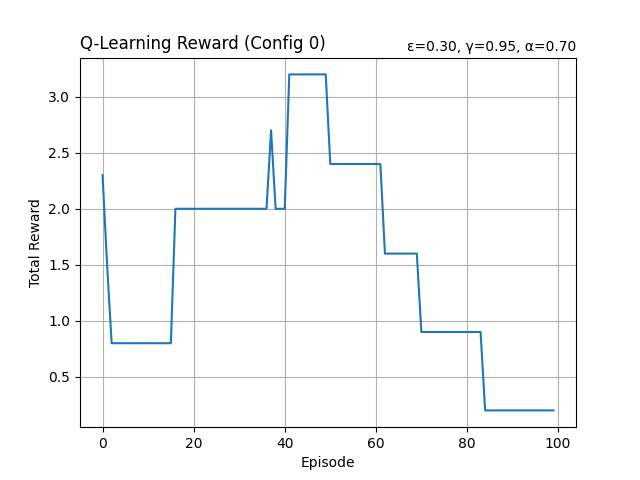 Q-Learning Reward (Config 0)
ε=0.30, γ=0.95, α=0.70
Total Reward
3.0
2.5
2.0
1.5
1.0
0.5
0 20 40 60 80 100
Episode